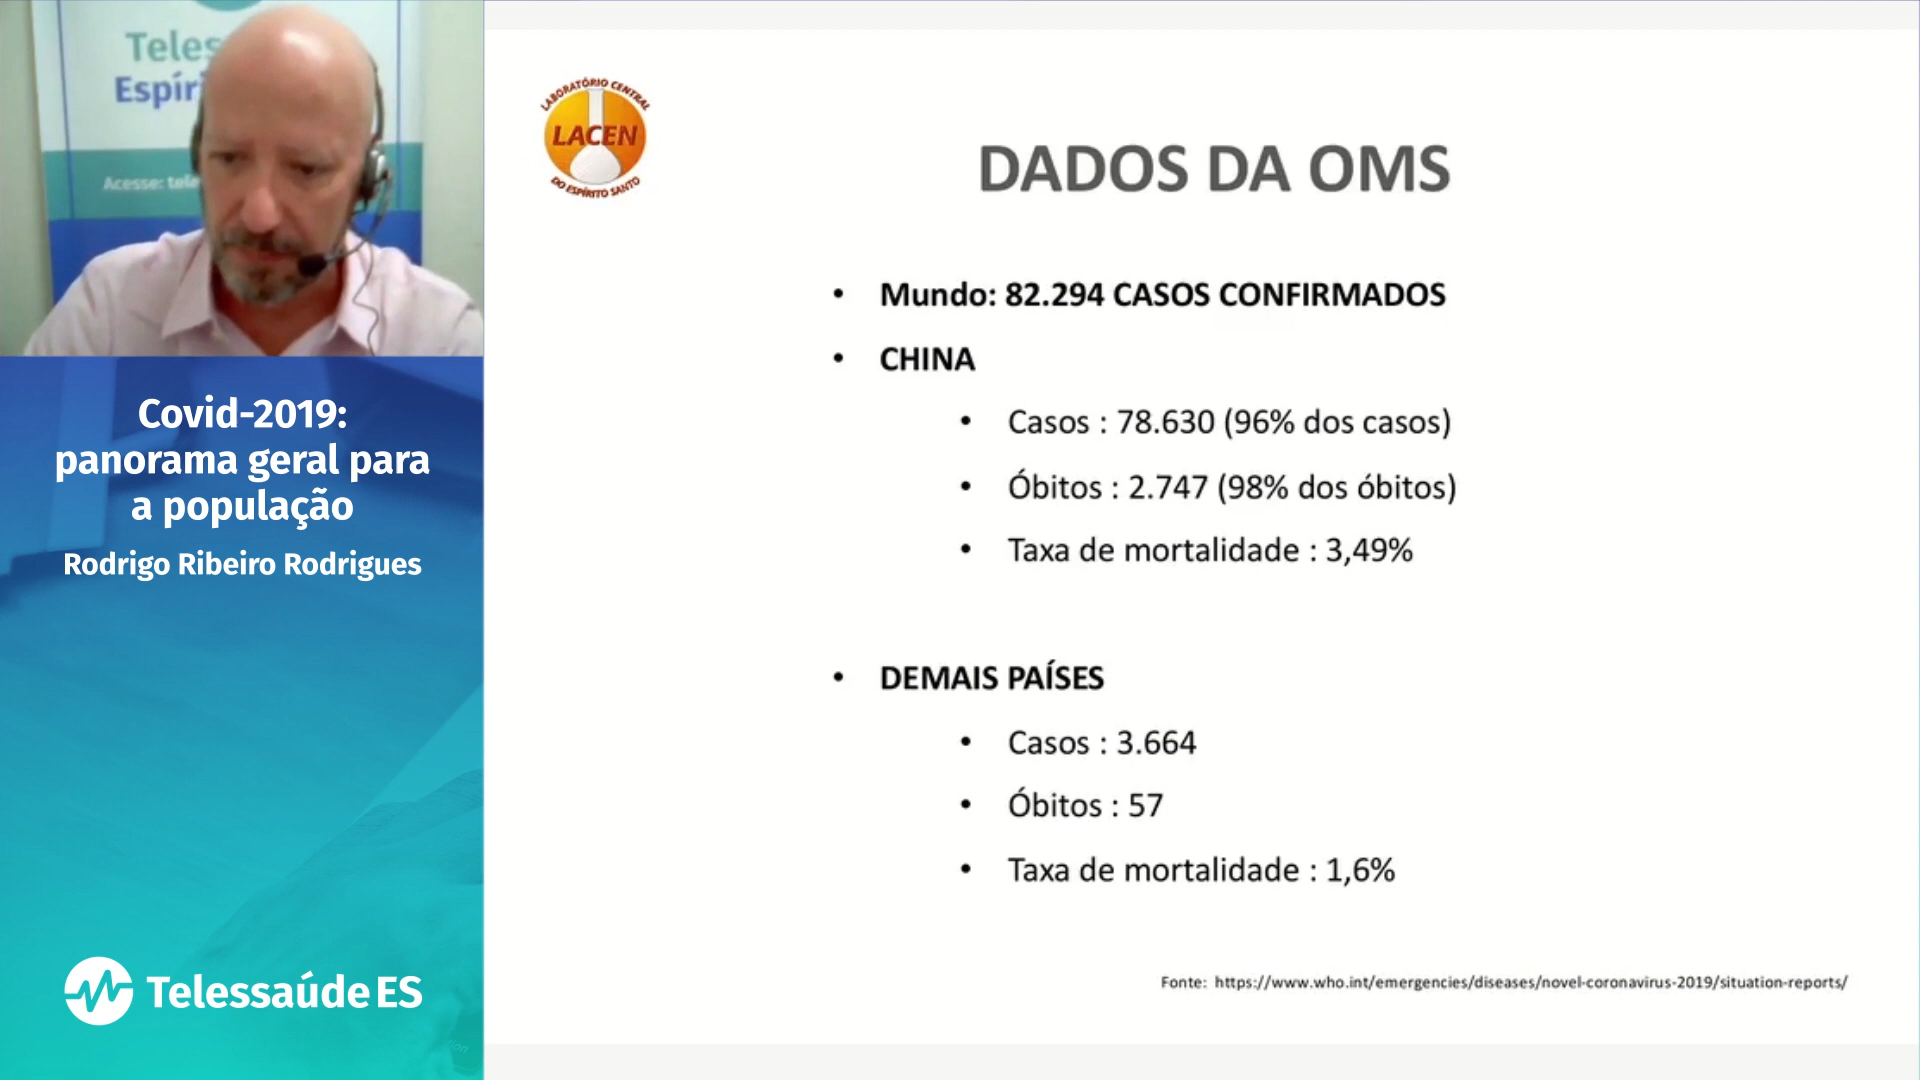 Teles
Espír
Acesse: tele
Covid-2019:
panorama geral para
a população
Rodrigo Ribeiro Rodrigues
Telessaúde ES
LABORATÓRIO CENTRAL
LACEN
DO ESPÍRITO SANTO
DADOS DA OMS
• Mundo: 82.294 CASOS CONFIRMADOS
• CHINA
• Casos : 78.630 (96% dos casos)
• Óbitos : 2.747 (98% dos óbitos)
• Taxa de mortalidade : 3,49%
• DEMAIS PAÍSES
• Casos : 3.664
• Óbitos : 57
• Taxa de mortalidade : 1,6%
Fonte: https://www.who.int/emergencies/diseases/novel-coronavirus-2019/situation-reports/